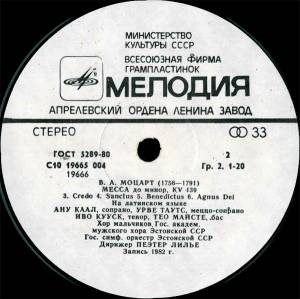 МИНИСТЕРСТВО
КУЛЬТУРЫ СССР
ВСЕСОЮЗНАЯ ФИРМА
ГРАМПЛАСТИНОК
МЕЛОДИЯ
АПРЕЛЕВСКИЙ ОРДЕНА ЛЕНИНА ЗАВОД
СТЕРЕО 33
ГОСТ 5289-80 2
С10 19665 004 Гр. 2. 1-20
19666
В. А. МОЦАРТ (1756—1791)
МЕССА до минор, KV 439
3. Credo 4. Sanctus 5. Benedictus 6. Agnus Dei
На латинском языке
АНУ КААЛ, сопрано, УРВЕ ТАУТС, меццо-сопрано
ИВО КУУСК, тенор, ТЕО МАЙСТЕ, бас
Хор мальчиков Гос. академ.
мужского хора Эстонской ССР
Гос. симф. оркестр Эстонской ССР
Дирижер ПЕЭТЕР ЛИЛЬЕ
Запись 1982 г.